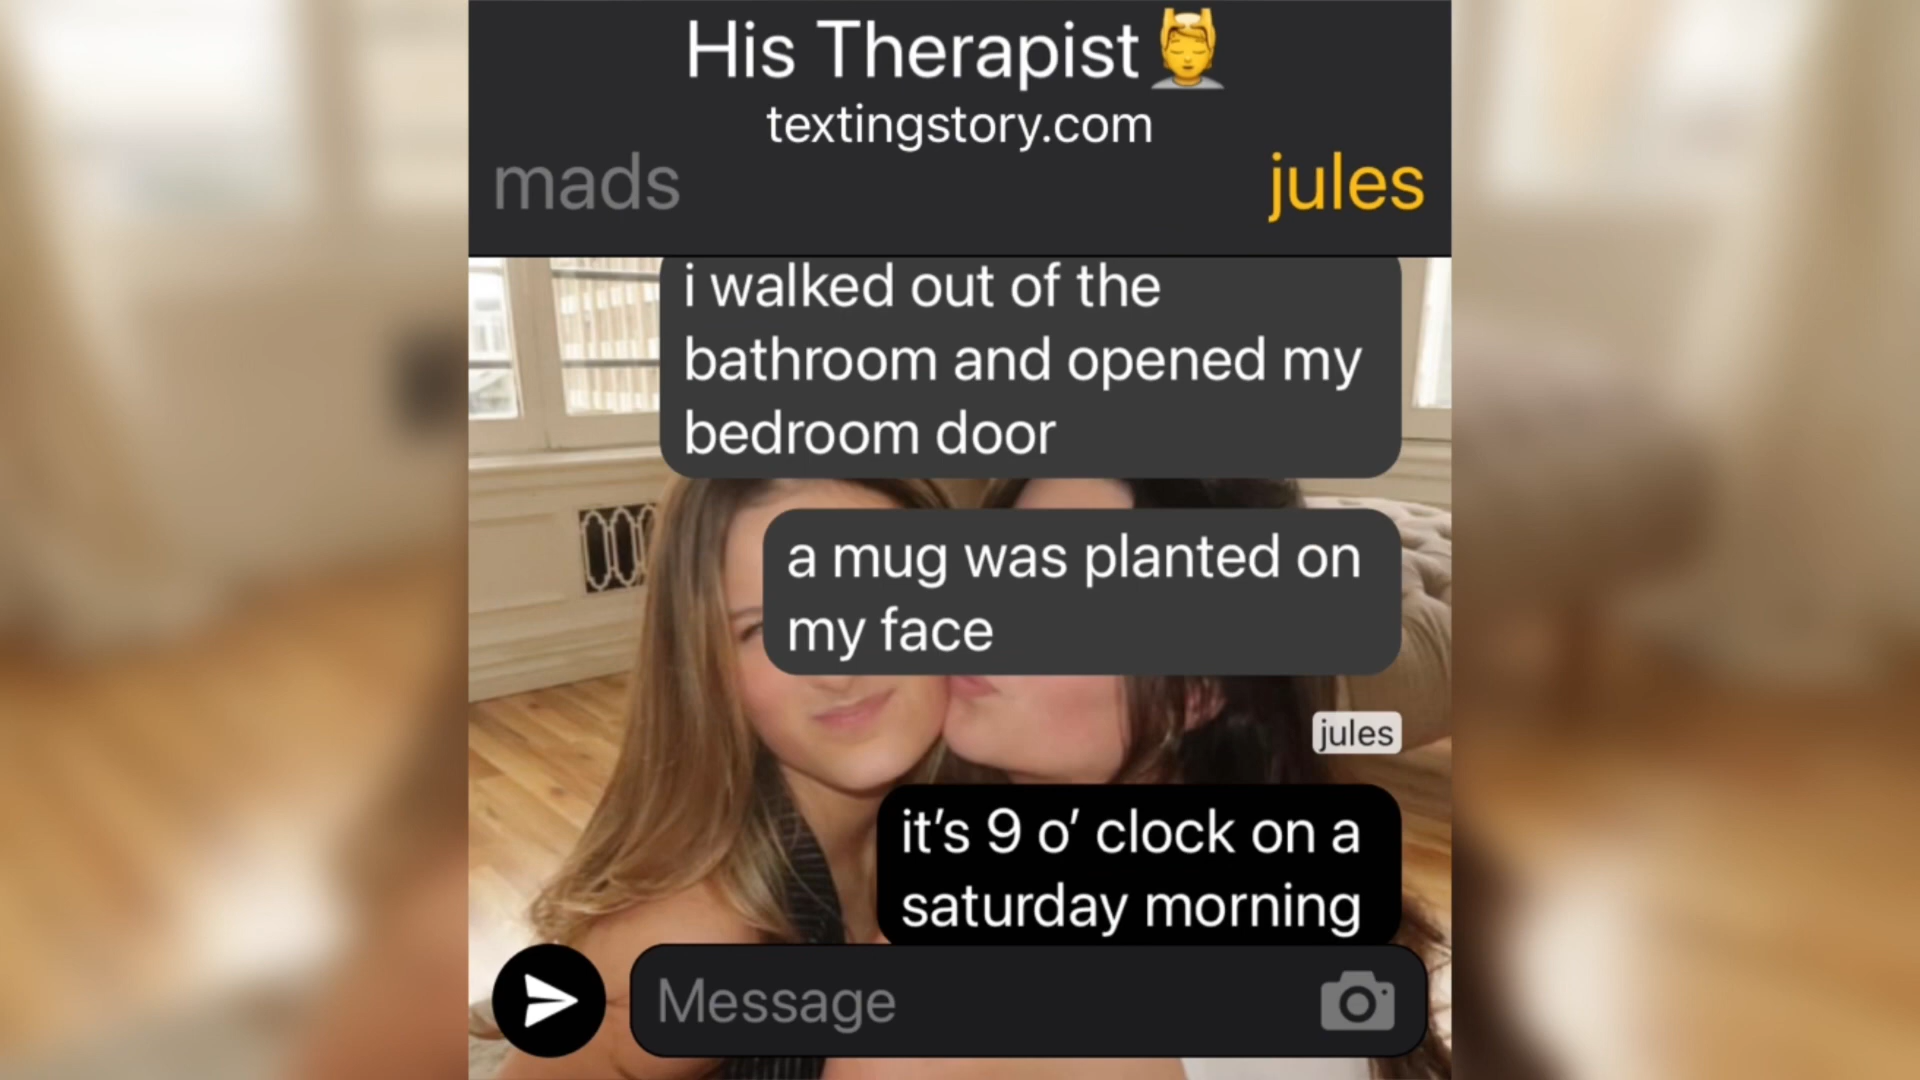 His Therapist💆
textingstory.com
mads
jules
i walked out of the
bathroom and opened my
bedroom door
a mug was planted on
my face
jules
it’s 9 o’ clock on a
saturday morning
Message